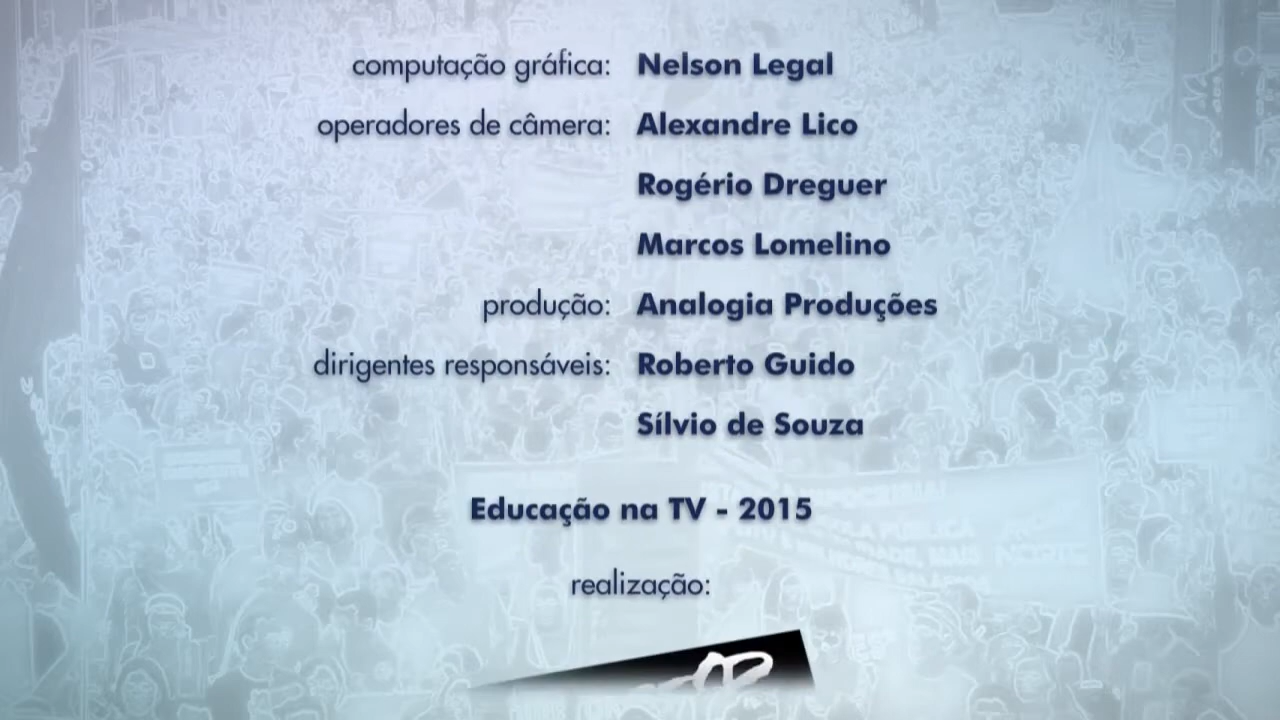 computação gráfica: Nelson Legal
operadores de câmera: Alexandre Lico
Rogério Dreguer
Marcos Lomelino
produção: Analogia Produções
dirigentes responsáveis: Roberto Guido
Sílvio de Souza
Educação na TV - 2015
realização: